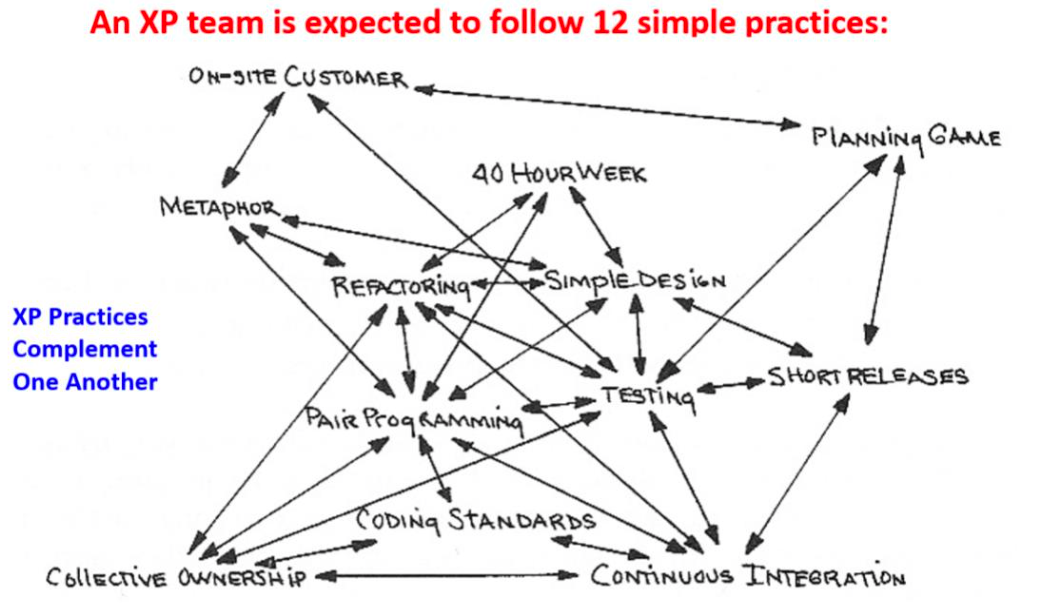 An XP team is expected to follow 12 simple practices:
ON-SITE CUSTOMER
PLANNING GAME
40 HOUR WEEK
METAPHOR
REFACTORING
SIMPLE DESIGN
XP Practices
Complement
One Another
SHORT RELEASES
TESTING
PAIR PROGRAMMING
CODING STANDARDS
COLLECTIVE OWNERSHIP
CONTINUOUS INTEGRATION